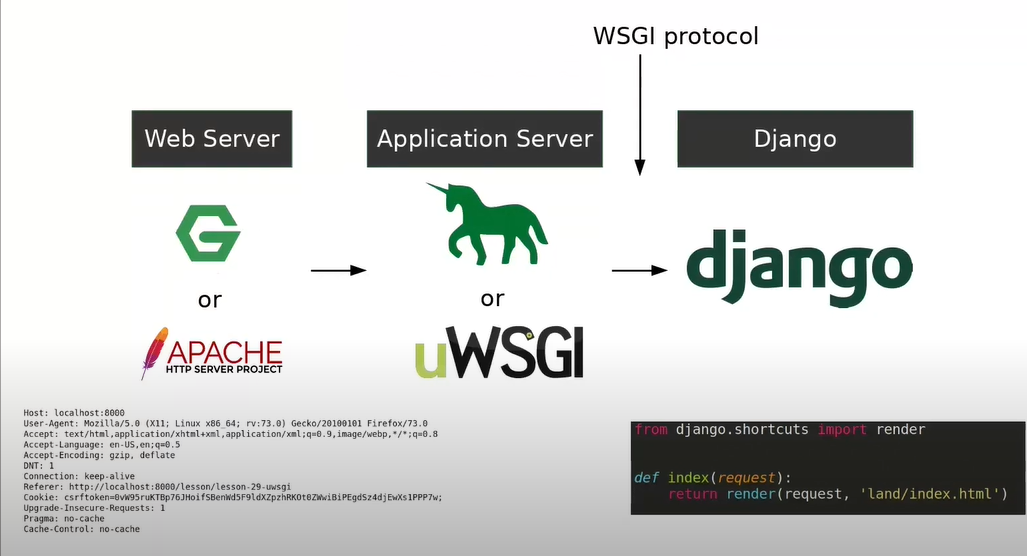 WSGI protocol
Web Server
Application Server
Django
django
or
or
APACHE
HTTP SERVER PROJECT
uWSGI
Host: localhost:8000
User-Agent: Mozilla/5.0 (X11; Linux x86_64; rv:73.0) Gecko/20100101 Firefox/73.0
Accept: text/html,application/xhtml+xml,application/xml;q=0.9,image/webp,*/*;q=0.8
Accept-Language: en-US,en;q=0.5
Accept-Encoding: gzip, deflate
DNT: 1
Connection: keep-alive
Referer: http://localhost:8000/lesson/lesson-29-uwsgi
Cookie: csrftoken=0vW95ruKTBp76JHoifSBenWd5F9ldXZpzhRKOt0ZWwiBiPEgdSz4djEwXs1PPP7w;
Upgrade-Insecure-Requests: 1
Pragma: no-cache
Cache-Control: no-cache
from django.shortcuts import render
def index(request):
return render(request, 'land/index.html')